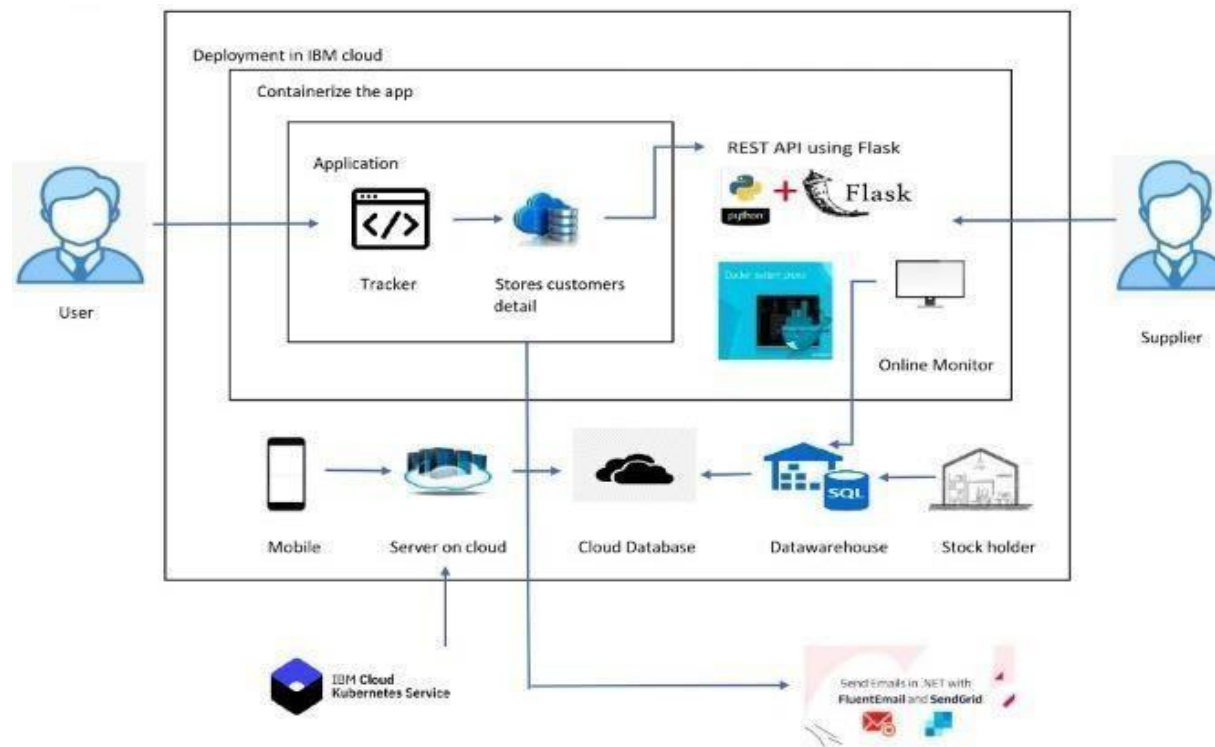 Deployment in IBM cloud
Containerize the app
Application
REST API using Flask
python
Flask
Tracker
Stores customers
detail
User
Online Monitor
Supplier
SQL
Mobile
Server on cloud
Cloud Database
Datawarehouse
Stock holder
IBM Cloud
Kubernetes Service
Send Emails in .NET with
FluentEmail and SendGrid